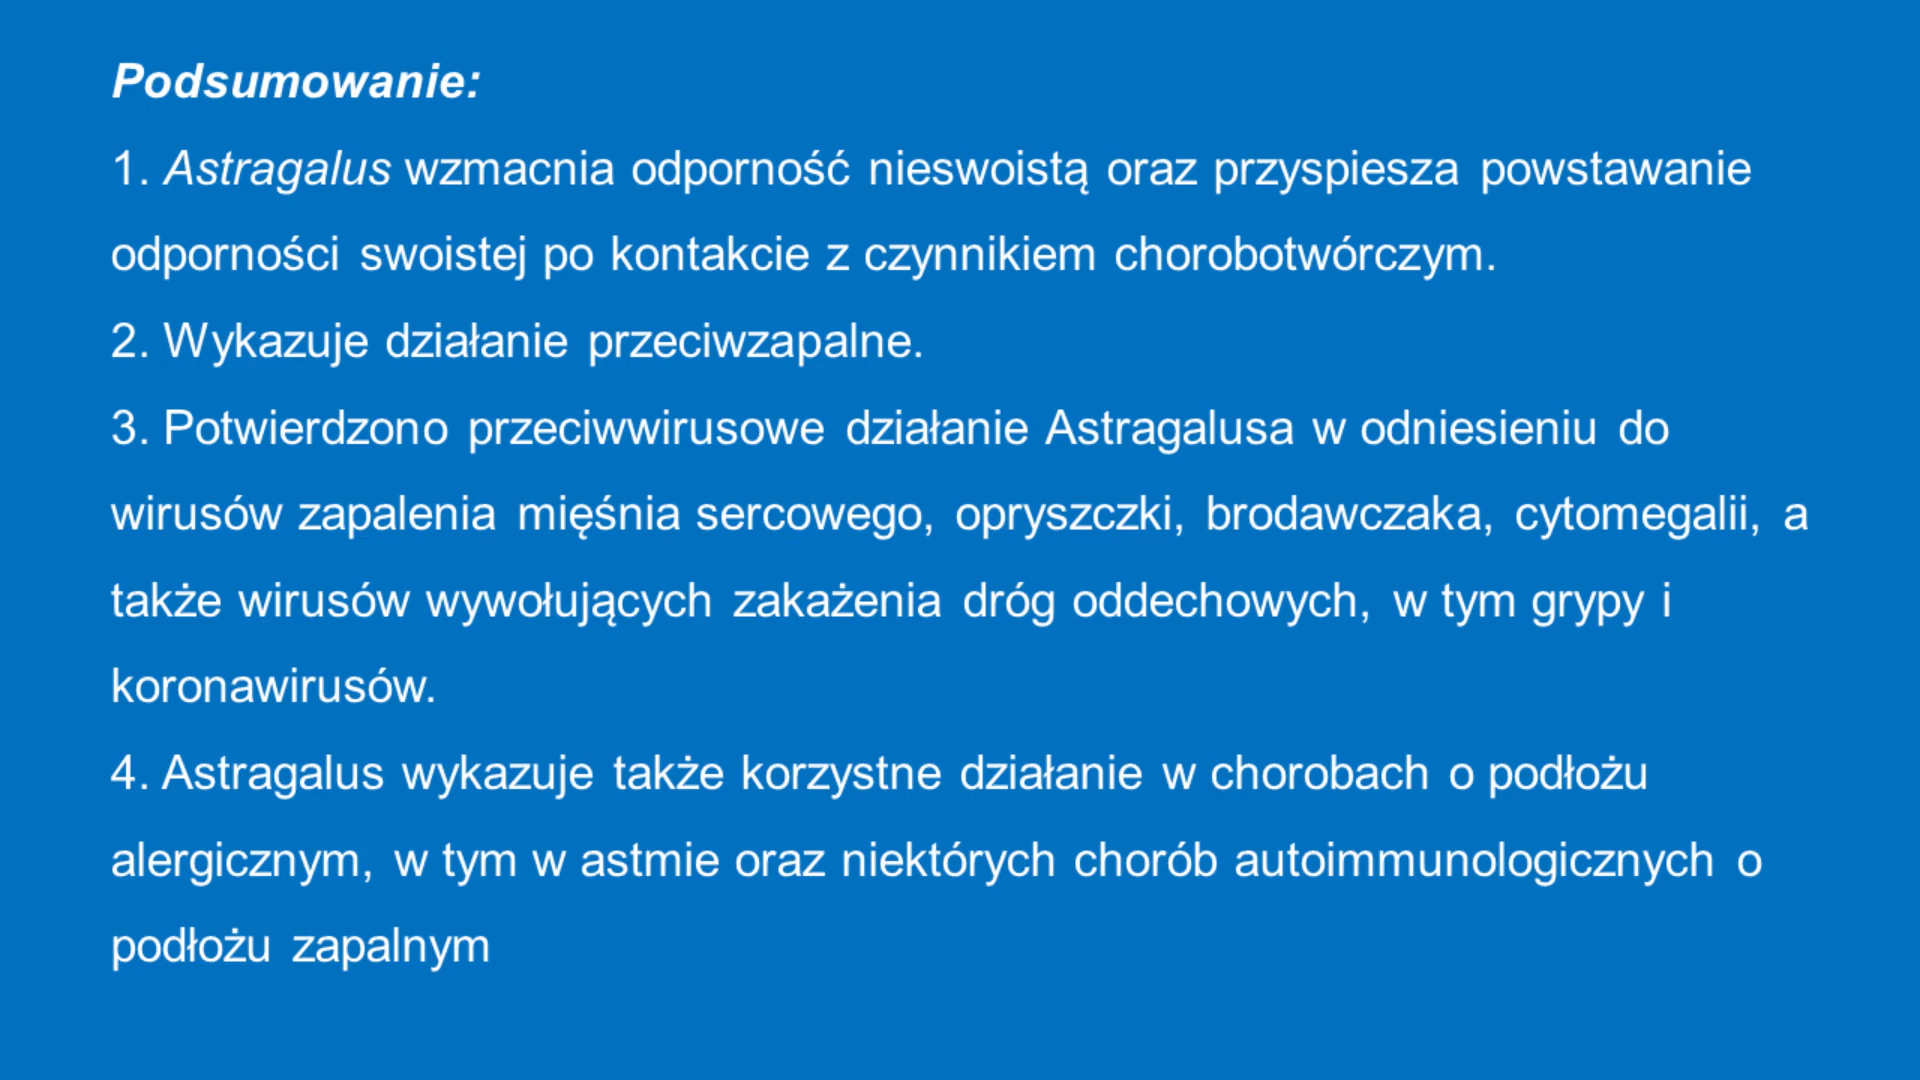 Podsumowanie:
1. Astragalus wzmacnia odporność nieswoistą oraz przyspiesza powstawanie
odporności swoistej po kontakcie z czynnikiem chorobotwórczym.
2. Wykazuje działanie przeciwzapalne.
3. Potwierdzono przeciwwirusowe działanie Astragalusa w odniesieniu do
wirusów zapalenia mięśnia sercowego, opryszczki, brodawczaka, cytomegalii, a
także wirusów wywołujących zakażenia dróg oddechowych, w tym grypy i
koronawirusów.
4. Astragalus wykazuje także korzystne działanie w chorobach o podłożu
alergicznym, w tym w astmie oraz niektórych chorób autoimmunologicznych o
podłożu zapalnym